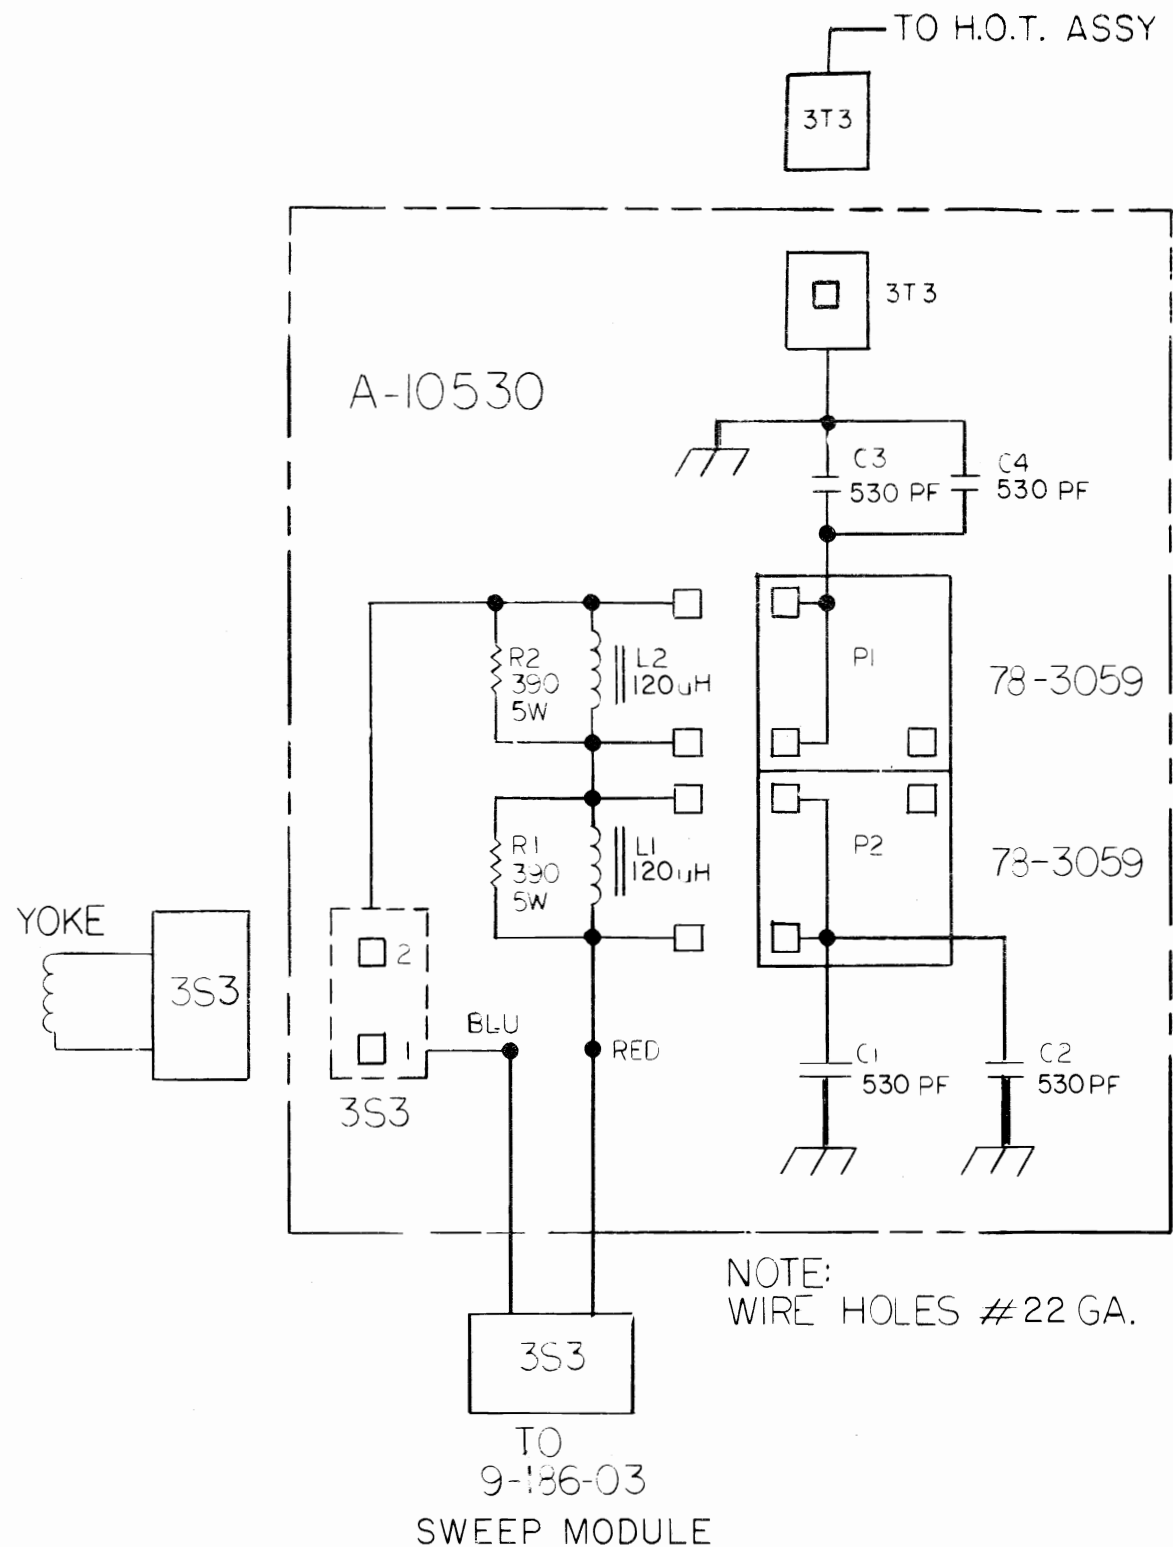 TO H.O.T. ASSY
3T3
3T3
A-10530
C3
530 PF
C4
530 PF
R2
390
5W
L2
120uH
P1
78-3059
R1
390
5W
L1
120uH
P2
78-3059
YOKE
3S3
2
1
3S3
BLU
RED
C1
530 PF
C2
530PF
NOTE:
WIRE HOLES #22 GA.
3S3
TO
9-186-03
SWEEP MODULE